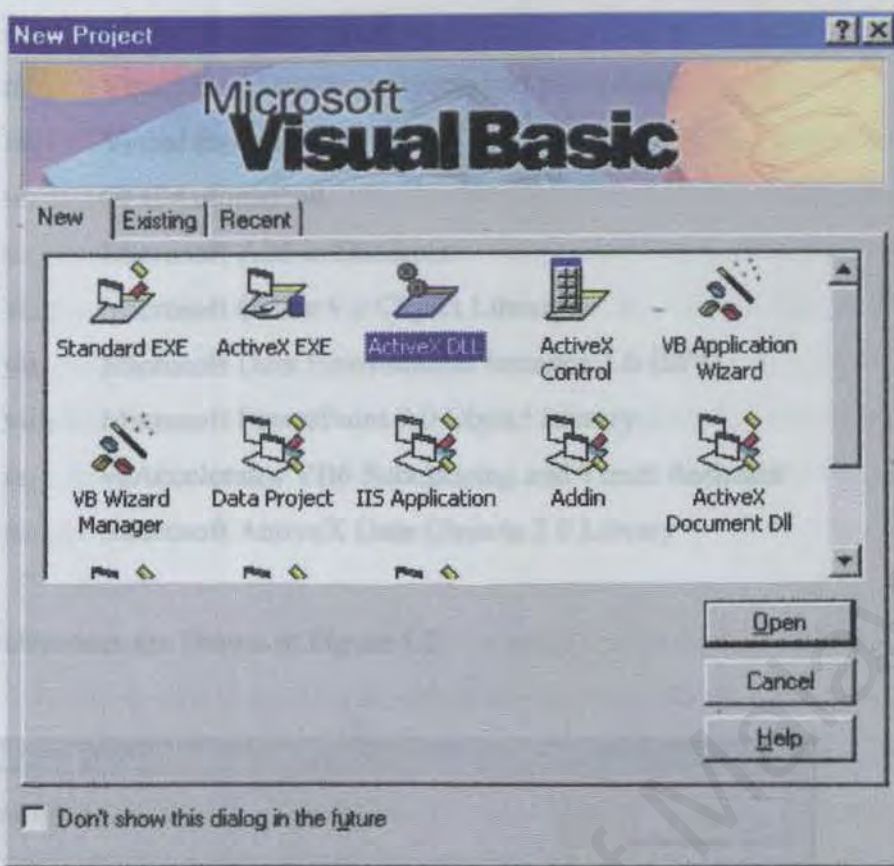 New Project
Microsoft
Visual Basic
New Existing Recent
Standard EXE ActiveX EXE ActiveX DLL ActiveX Control VB Application Wizard
VB Wizard Manager Data Project IIS Application Addin ActiveX Document Dll
Open
Cancel
Help
Don't show this dialog in the future